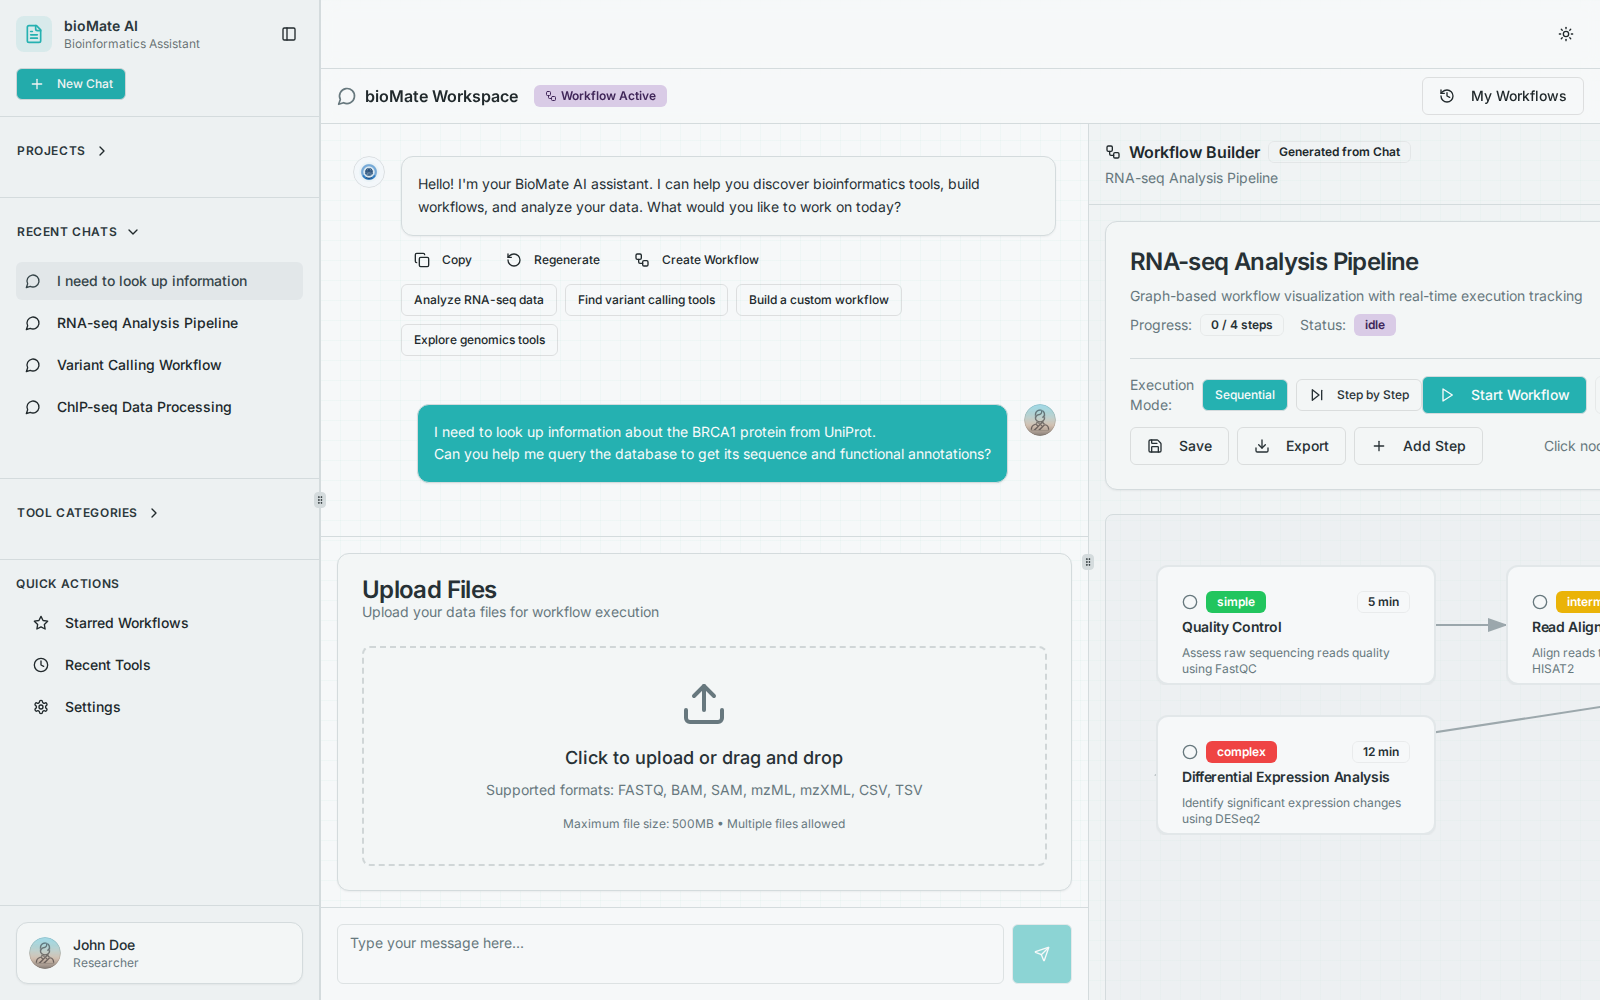 bioMate AI
Bioinformatics Assistant
New Chat
PROJECTS
RECENT CHATS
I need to look up information
RNA-seq Analysis Pipeline
Variant Calling Workflow
ChIP-seq Data Processing
TOOL CATEGORIES
QUICK ACTIONS
Starred Workflows
Recent Tools
Settings
John Doe
Researcher
bioMate Workspace
Workflow Active
My Workflows
Hello! I'm your BioMate AI assistant. I can help you discover bioinformatics tools, build
workflows, and analyze your data. What would you like to work on today?
Copy
Regenerate
Create Workflow
Analyze RNA-seq data
Find variant calling tools
Build a custom workflow
Explore genomics tools
I need to look up information about the BRCA1 protein from UniProt.
Can you help me query the database to get its sequence and functional annotations?
Upload Files
Upload your data files for workflow execution
Click to upload or drag and drop
Supported formats: FASTQ, BAM, SAM, mzML, mzXML, CSV, TSV
Maximum file size: 500MB • Multiple files allowed
Type your message here...
Workflow Builder
Generated from Chat
RNA-seq Analysis Pipeline
RNA-seq Analysis Pipeline
Graph-based workflow visualization with real-time execution tracking
Progress: 0 / 4 steps Status: idle
Execution
Mode:
Sequential
Step by Step
Start Workflow
Save
Export
Add Step
Click
simple
5 min
Quality Control
Assess raw sequencing reads quality
using FastQC
Read
Align reads
HISAT2
complex
12 min
Differential Expression Analysis
Identify significant expression changes
using DESeq2